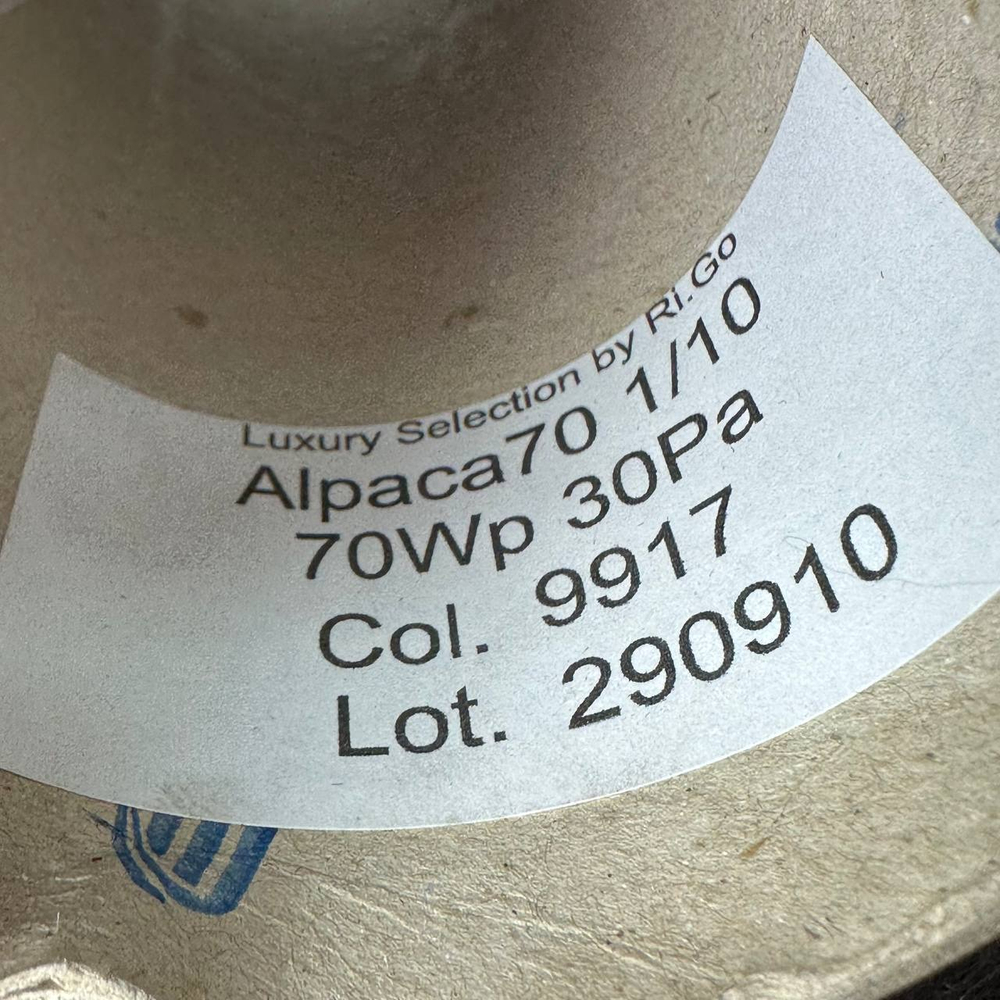 Luxury Selection by Ri.Go
Alpaca70 1/10
70Wp 30Pa
Col. 9917
Lot. 290910